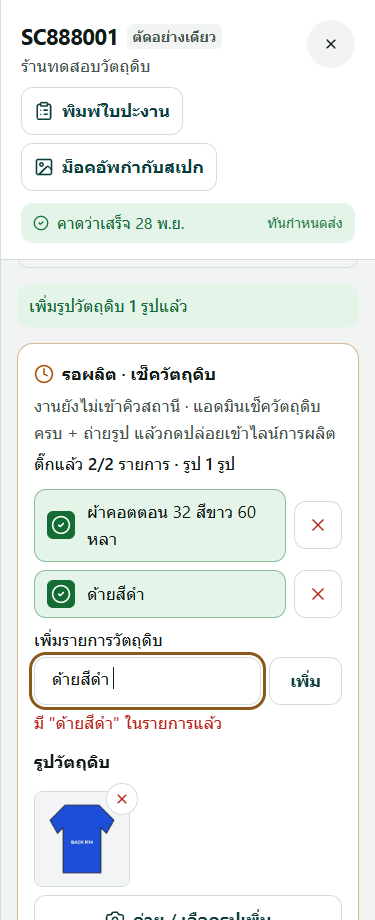 SC888001 ตัดอย่างเดียว
ร้านทดสอบวัตถุดิบ
พิมพ์ใบปะงาน
ม็อคอัพกำกับสเปก
คาดว่าเสร็จ 28 พ.ย. ทันกำหนดส่ง
เพิ่มรูปวัตถุดิบ 1 รูปแล้ว
รอผลิต · เช็ควัตถุดิบ
งานยังไม่เข้าคิวสถานี · แอดมินเช็ควัตถุดิบ
ครบ + ถ่ายรูป แล้วกดปล่อยเข้าไลน์การผลิต
ติ๊กแล้ว 2/2 รายการ · รูป 1 รูป
ผ้าคอตตอน 32 สีขาว 60
หลา
ด้ายสีดำ
เพิ่มรายการวัตถุดิบ
ด้ายสีดำ
เพิ่ม
มี "ด้ายสีดำ" ในรายการแล้ว
รูปวัตถุดิบ
BACK R14
ถ่าย / เลือกรูปเพิ่ม